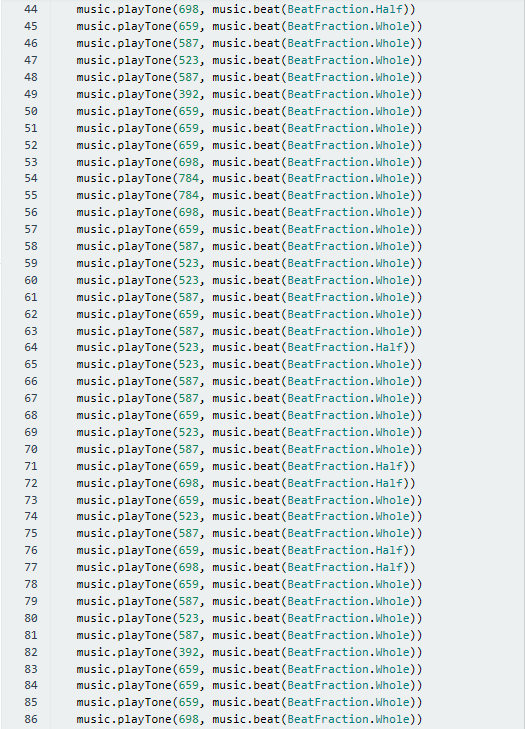 44 music.playTone(698, music.beat(BeatFraction.Half))
45 music.playTone(659, music.beat(BeatFraction.Whole))
46 music.playTone(587, music.beat(BeatFraction.Whole))
47 music.playTone(523, music.beat(BeatFraction.Whole))
48 music.playTone(587, music.beat(BeatFraction.Whole))
49 music.playTone(392, music.beat(BeatFraction.Whole))
50 music.playTone(659, music.beat(BeatFraction.Whole))
51 music.playTone(659, music.beat(BeatFraction.Whole))
52 music.playTone(659, music.beat(BeatFraction.Whole))
53 music.playTone(698, music.beat(BeatFraction.Whole))
54 music.playTone(784, music.beat(BeatFraction.Whole))
55 music.playTone(784, music.beat(BeatFraction.Whole))
56 music.playTone(698, music.beat(BeatFraction.Whole))
57 music.playTone(659, music.beat(BeatFraction.Whole))
58 music.playTone(587, music.beat(BeatFraction.Whole))
59 music.playTone(523, music.beat(BeatFraction.Whole))
60 music.playTone(523, music.beat(BeatFraction.Whole))
61 music.playTone(587, music.beat(BeatFraction.Whole))
62 music.playTone(659, music.beat(BeatFraction.Whole))
63 music.playTone(587, music.beat(BeatFraction.Whole))
64 music.playTone(523, music.beat(BeatFraction.Half))
65 music.playTone(523, music.beat(BeatFraction.Whole))
66 music.playTone(587, music.beat(BeatFraction.Whole))
67 music.playTone(587, music.beat(BeatFraction.Whole))
68 music.playTone(659, music.beat(BeatFraction.Whole))
69 music.playTone(523, music.beat(BeatFraction.Whole))
70 music.playTone(587, music.beat(BeatFraction.Whole))
71 music.playTone(659, music.beat(BeatFraction.Half))
72 music.playTone(698, music.beat(BeatFraction.Half))
73 music.playTone(659, music.beat(BeatFraction.Whole))
74 music.playTone(523, music.beat(BeatFraction.Whole))
75 music.playTone(587, music.beat(BeatFraction.Whole))
76 music.playTone(659, music.beat(BeatFraction.Half))
77 music.playTone(698, music.beat(BeatFraction.Half))
78 music.playTone(659, music.beat(BeatFraction.Whole))
79 music.playTone(587, music.beat(BeatFraction.Whole))
80 music.playTone(523, music.beat(BeatFraction.Whole))
81 music.playTone(587, music.beat(BeatFraction.Whole))
82 music.playTone(392, music.beat(BeatFraction.Whole))
83 music.playTone(659, music.beat(BeatFraction.Whole))
84 music.playTone(659, music.beat(BeatFraction.Whole))
85 music.playTone(659, music.beat(BeatFraction.Whole))
86 music.playTone(698, music.beat(BeatFraction.Whole))